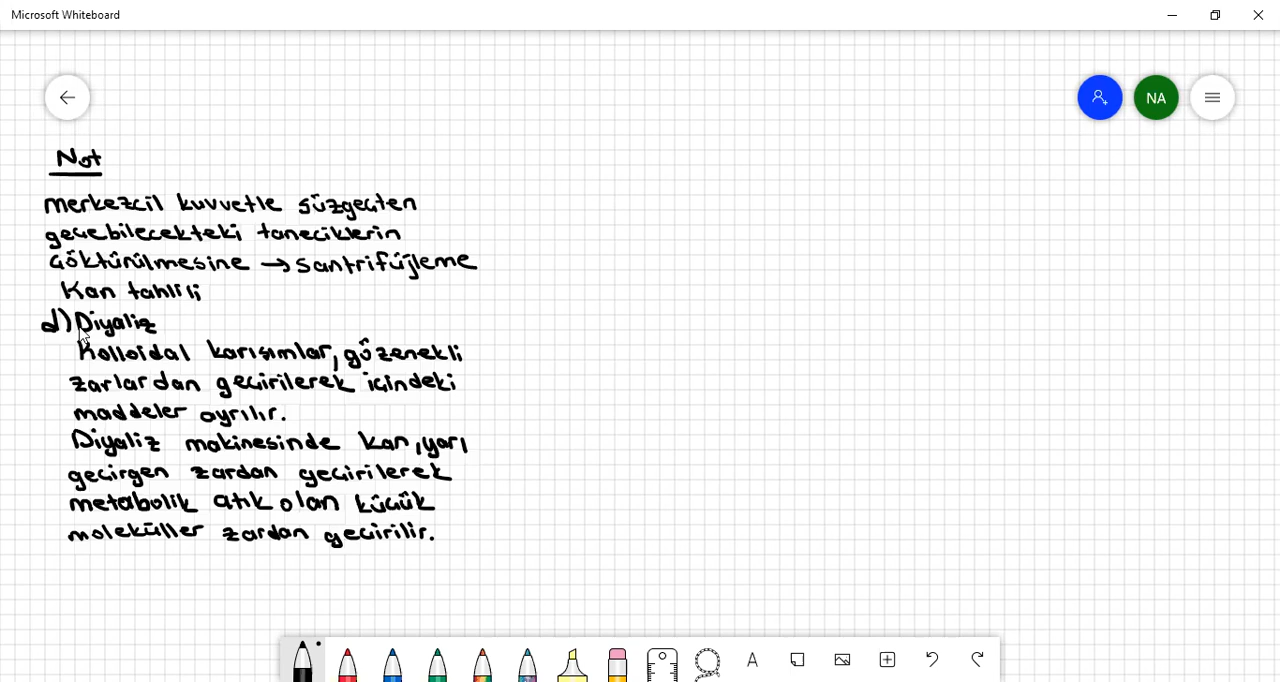 Microsoft Whiteboard
NA
Not
merkezcil kuvvetle süzgeçten
geçebilecekteki taneciklerin
çöktürülmesine → santrifüjleme
Kan tahlili
d) Diyaliz
Kolloidal karışımlar, gözenekli
zarlardan geçirilerek içindeki
maddeler ayrılır.
Diyaliz makinesinde kan, yarı
geçirgen zardan geçirilerek
metabolik atık olan küçük
moleküller zardan geçirilir.
A